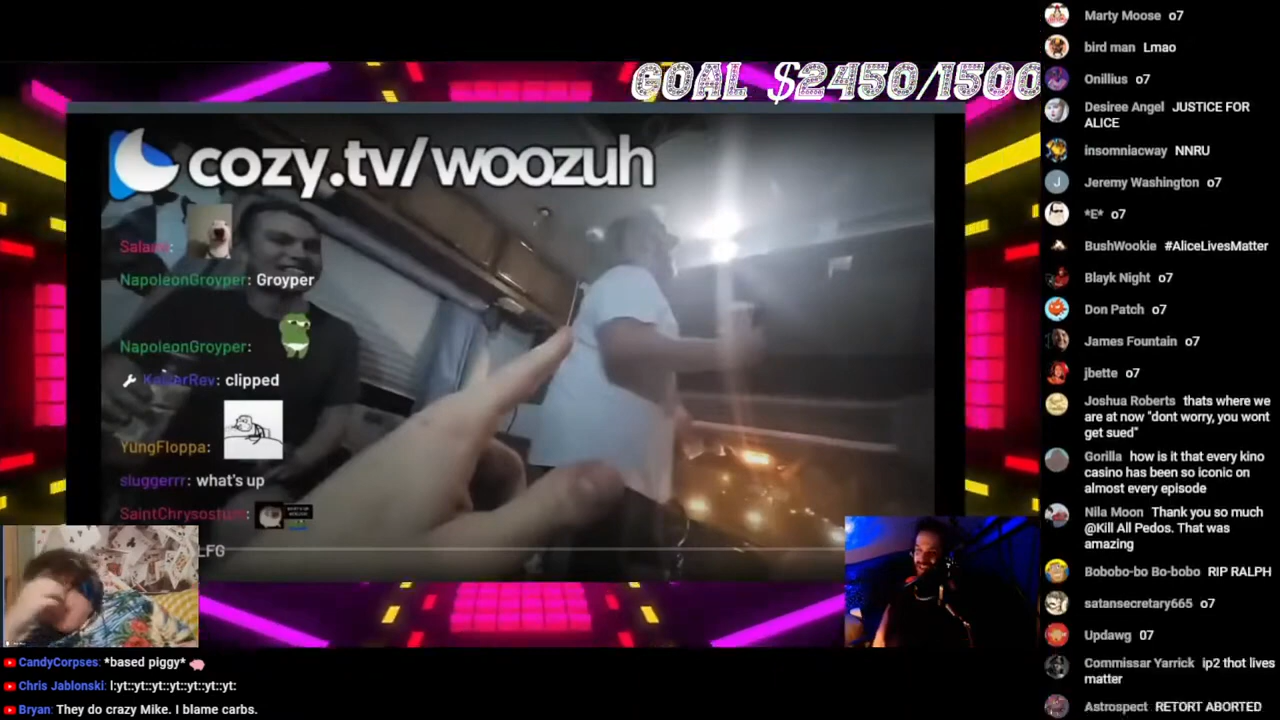 GOAL $2450/1500
cozy.tv/woozuh
NapoleonGroyper: Groyper
NapoleonGroyper:
clipped
YungFloppa:
sluggerrr: what's up
SaintChrysostum:
LFG
CandyCorpses: *based piggy*
Chris Jablonski: l:yt::yt::yt::yt::yt::yt::yt:
Bryan: They do crazy Mike. I blame carbs.
Marty Moose o7
bird man Lmao
Onillius o7
Desiree Angel JUSTICE FOR
ALICE
insomniacway NNRU
J Jeremy Washington o7
*E* o7
BushWookie #AliceLivesMatter
Blayk Night o7
Don Patch o7
James Fountain o7
jbette o7
Joshua Roberts thats where we
are at now "dont worry, you wont
get sued"
Gorilla how is it that every kino
casino has been so iconic on
almost every episode
Nila Moon Thank you so much
@Kill All Pedos. That was
amazing
Bobobo-bo Bo-bobo RIP RALPH
satansecretary665 o7
Updawg 07
Commissar Yarrick ip2 thot lives
matter
Astrospect RETORT ABORTED